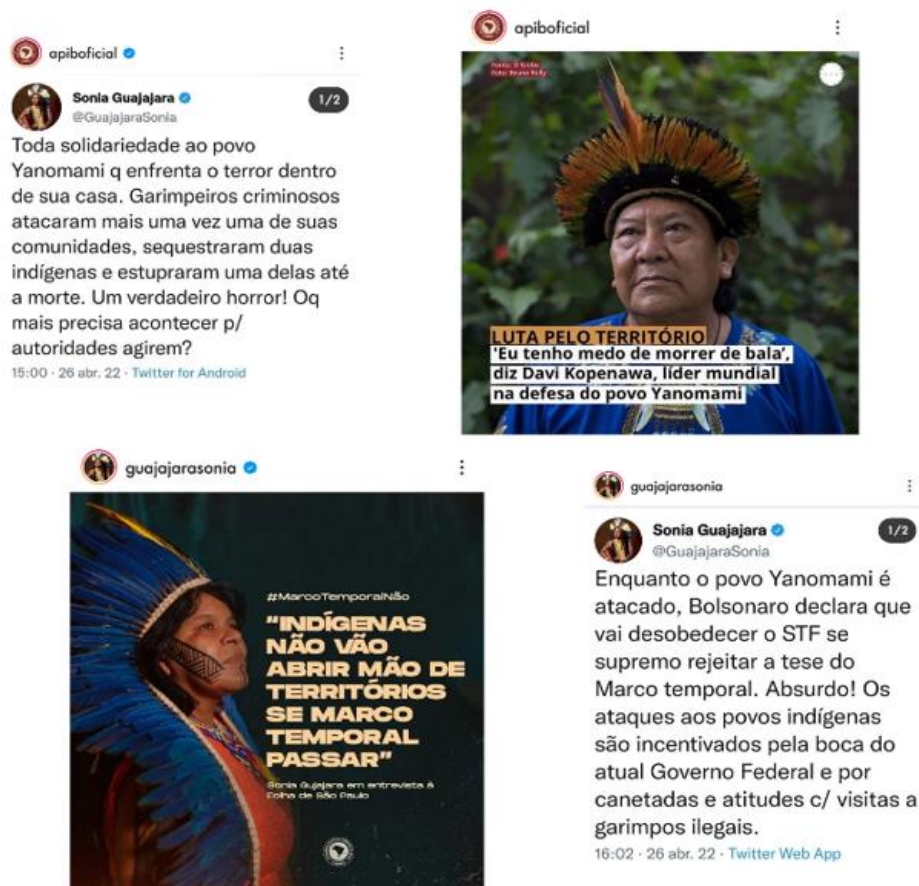 apiboficial
Sonia Guajajara
@GuajajaraSonia
1/2
Toda solidariedade ao povo
Yanomami q enfrenta o terror dentro
de sua casa. Garimpeiros criminosos
atacaram mais uma vez uma de suas
comunidades, sequestraram duas
indígenas e estupraram uma delas até
a morte. Um verdadeiro horror! Oq
mais precisa acontecer p/
autoridades agirem?
15:00 · 26 abr. 22 · Twitter for Android
apiboficial
Fonte: O Globo
Foto: Bruno Kelly
LUTA PELO TERRITÓRIO
'Eu tenho medo de morrer de bala',
diz Davi Kopenawa, líder mundial
na defesa do povo Yanomami
guajajarasonia
#MarcoTemporalNão
"INDÍGENAS
NÃO VÃO
ABRIR MÃO DE
TERRITÓRIOS
SE MARCO
TEMPORAL
PASSAR"
Sonia Gujajara em entrevista à
Folha de São Paulo
guajajarasonia
Sonia Guajajara
@GuajajaraSonia
1/2
Enquanto o povo Yanomami é
atacado, Bolsonaro declara que
vai desobedecer o STF se
supremo rejeitar a tese do
Marco temporal. Absurdo! Os
ataques aos povos indígenas
são incentivados pela boca do
atual Governo Federal e por
canetadas e atitudes c/ visitas a
garimpos ilegais.
16:02 · 26 abr. 22 · Twitter Web App